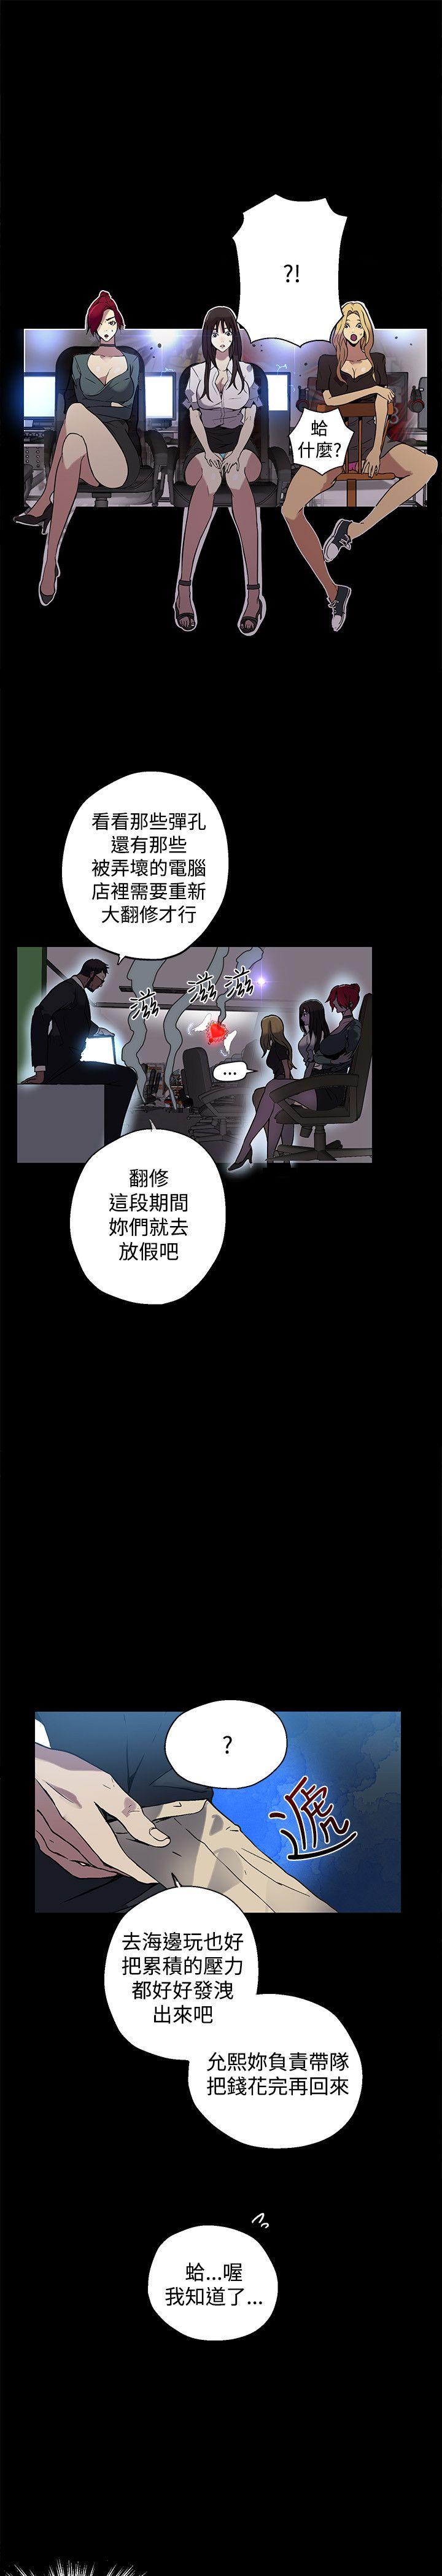 ?!
蛤
什麼?
看看那些彈孔
還有那些
被弄壞的電腦
店裡需要重新
大翻修才行
滋
滋
滋
...
翻修
這段期間
妳們就去
放假吧
?
遞
去海邊玩也好
把累積的壓力
都好好發洩
出來吧
允熙妳負責帶隊
把錢花完再回來
蛤...喔
我知道了...